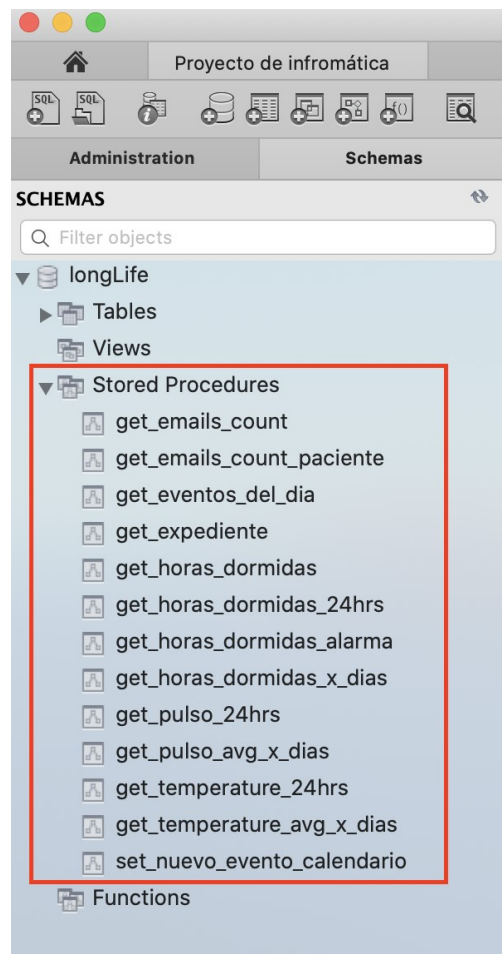 Proyecto de infromática
SQL SQL
Administration Schemas
SCHEMAS
Filter objects
longLife
Tables
Views
Stored Procedures
get_emails_count
get_emails_count_paciente
get_eventos_del_dia
get_expediente
get_horas_dormidas
get_horas_dormidas_24hrs
get_horas_dormidas_alarma
get_horas_dormidas_x_dias
get_pulso_24hrs
get_pulso_avg_x_dias
get_temperature_24hrs
get_temperature_avg_x_dias
set_nuevo_evento_calendario
Functions